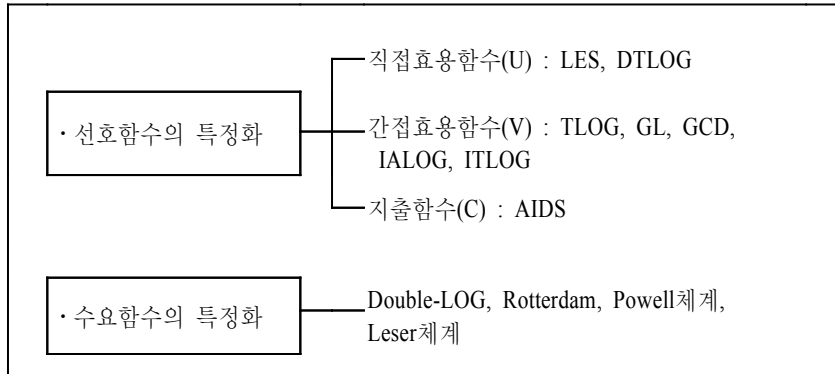 직접효용함수(U) : LES, DTLOG
· 선호함수의 특정화
간접효용함수(V) : TLOG, GL, GCD,
IALOG, ITLOG
지출함수(C) : AIDS
· 수요함수의 특정화
Double-LOG, Rotterdam, Powell체계,
Leser체계